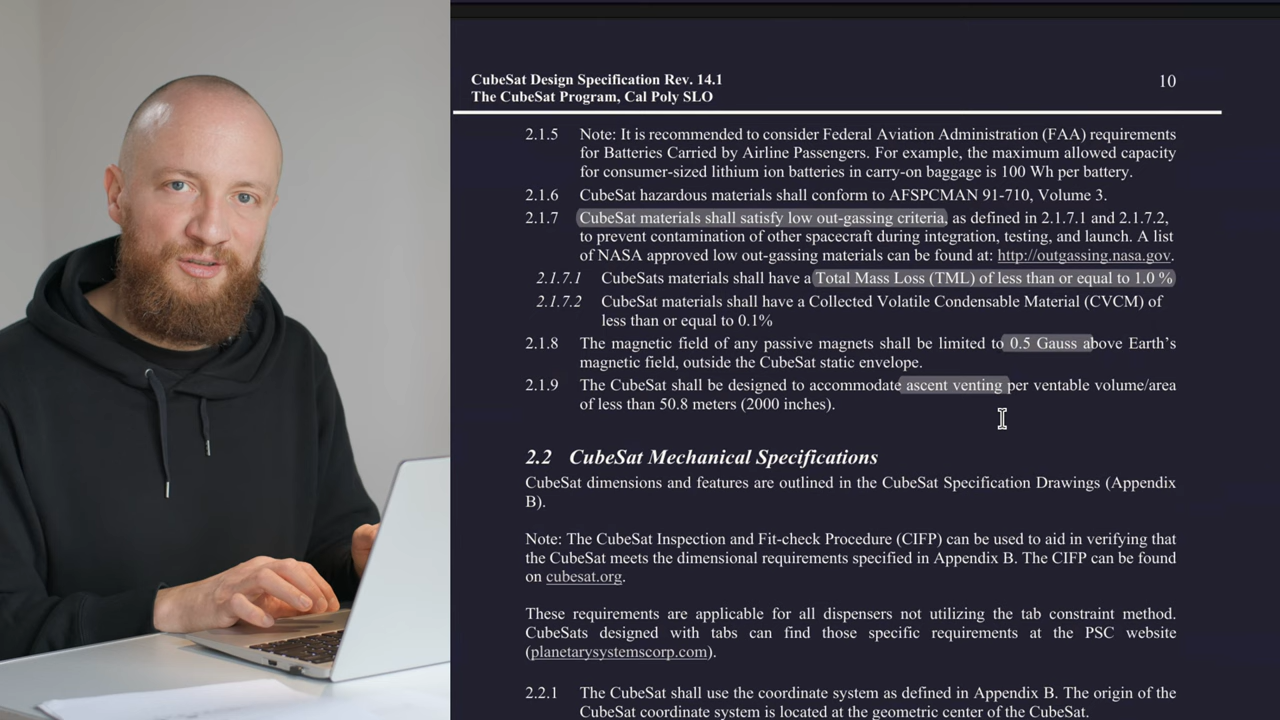 CubeSat Design Specification Rev. 14.1
The CubeSat Program, Cal Poly SLO
10
2.1.5 Note: It is recommended to consider Federal Aviation Administration (FAA) requirements
for Batteries Carried by Airline Passengers. For example, the maximum allowed capacity
for consumer-sized lithium ion batteries in carry-on baggage is 100 Wh per battery.
2.1.6 CubeSat hazardous materials shall conform to AFSPCMAN 91-710, Volume 3.
2.1.7 CubeSat materials shall satisfy low out-gassing criteria, as defined in 2.1.7.1 and 2.1.7.2,
to prevent contamination of other spacecraft during integration, testing, and launch. A list
of NASA approved low out-gassing materials can be found at: http://outgassing.nasa.gov.
2.1.7.1 CubeSats materials shall have a Total Mass Loss (TML) of less than or equal to 1.0 %
2.1.7.2 CubeSat materials shall have a Collected Volatile Condensable Material (CVCM) of
less than or equal to 0.1%
2.1.8 The magnetic field of any passive magnets shall be limited to 0.5 Gauss above Earth's
magnetic field, outside the CubeSat static envelope.
2.1.9 The CubeSat shall be designed to accommodate ascent venting per ventable volume/area
of less than 50.8 meters (2000 inches).
2.2 CubeSat Mechanical Specifications
CubeSat dimensions and features are outlined in the CubeSat Specification Drawings (Appendix
B).
Note: The CubeSat Inspection and Fit-check Procedure (CIFP) can be used to aid in verifying that
the CubeSat meets the dimensional requirements specified in Appendix B. The CIFP can be found
on cubesat.org.
These requirements are applicable for all dispensers not utilizing the tab constraint method.
CubeSats designed with tabs can find those specific requirements at the PSC website
(planetarysystemscorp.com).
2.2.1 The CubeSat shall use the coordinate system as defined in Appendix B. The origin of the
CubeSat coordinate system is located at the geometric center of the CubeSat.